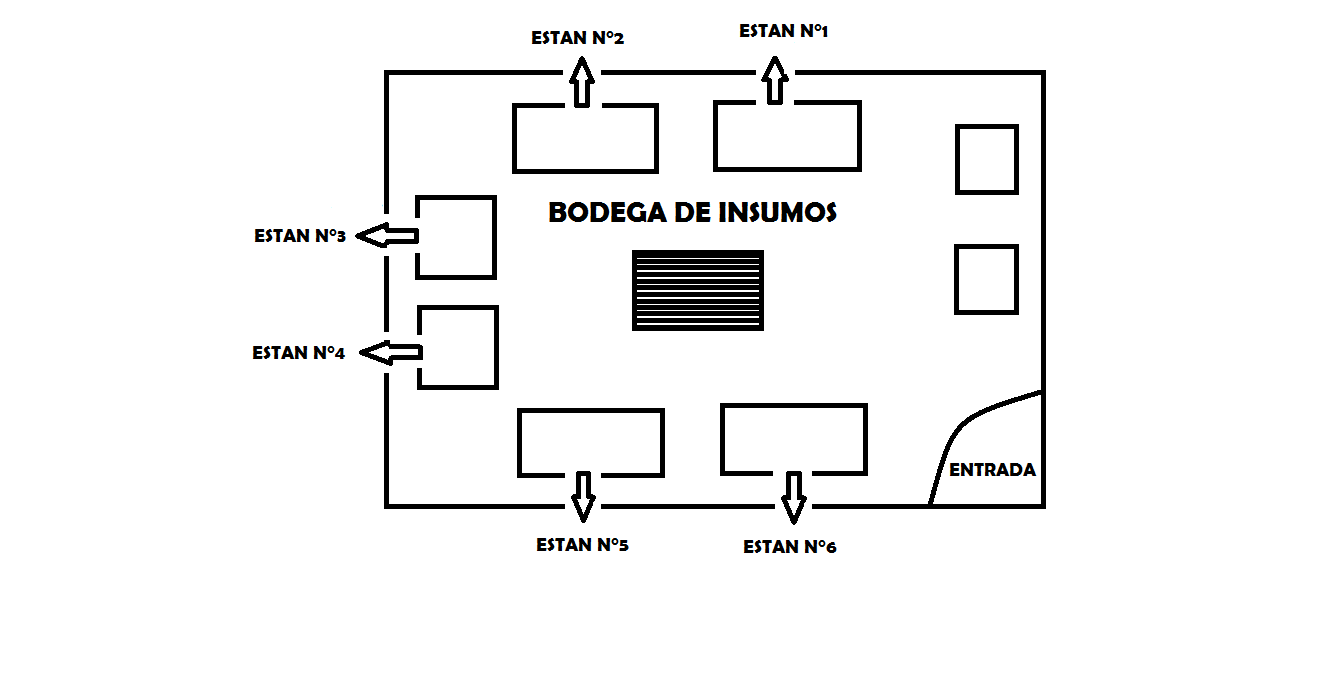 ESTAN N°1
ESTAN N°2
BODEGA DE INSUMOS
ESTAN N°3
ESTAN N°4
ENTRADA
ESTAN N°5
ESTAN N°6